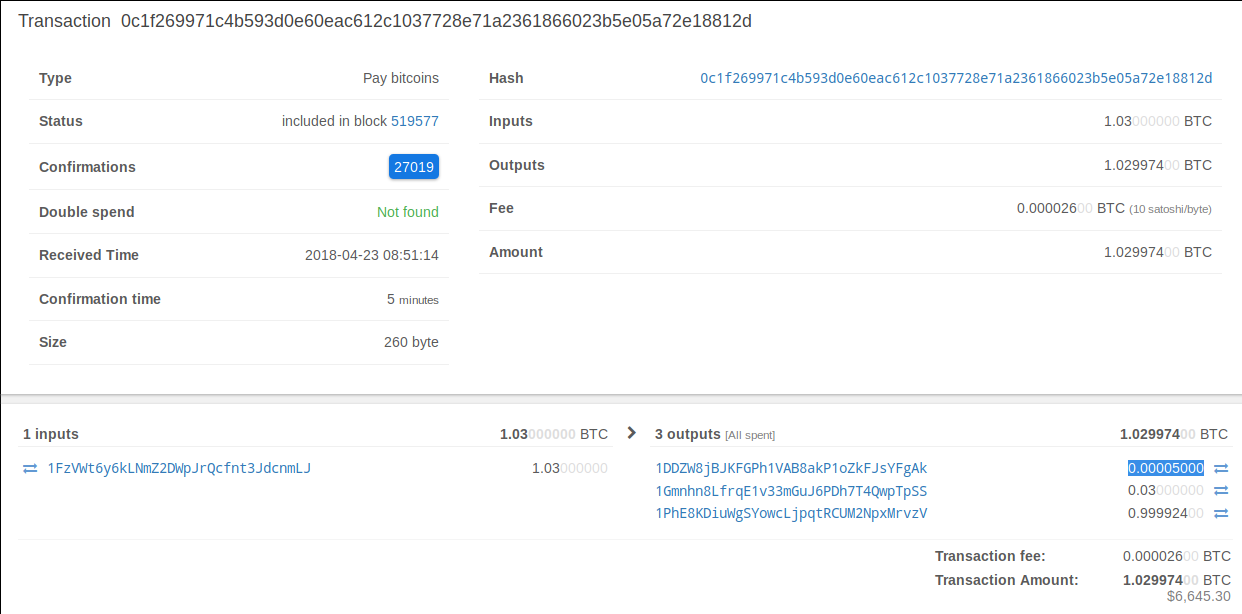 Transaction 0c1f269971c4b593d0e60eac612c1037728e71a2361866023b5e05a72e18812d
Type Pay bitcoins
Status included in block 519577
Confirmations 27019
Double spend Not found
Received Time 2018-04-23 08:51:14
Confirmation time 5 minutes
Size 260 byte
Hash 0c1f269971c4b593d0e60eac612c1037728e71a2361866023b5e05a72e18812d
Inputs 1.03000000 BTC
Outputs 1.02997400 BTC
Fee 0.00002600 BTC (10 satoshi/byte)
Amount 1.02997400 BTC
1 inputs 1.03000000 BTC
1FzVWt6y6kLNmZ2DWpJrQcfnt3JdcnmLJ 1.03000000
3 outputs [All spent] 1.02997400 BTC
1DDZW8jBJKFGPh1VAB8akP1oZkFJsYFgAk 0.00005000
1Gmnhn8LfrqE1v33mGuJ6PDh7T4QwpTpSS 0.03000000
1PhE8KDiuWgSYowcLjpqtRCUM2NpxMrvzV 0.99992400
Transaction fee: 0.00002600 BTC
Transaction Amount: 1.02997400 BTC
$6,645.30